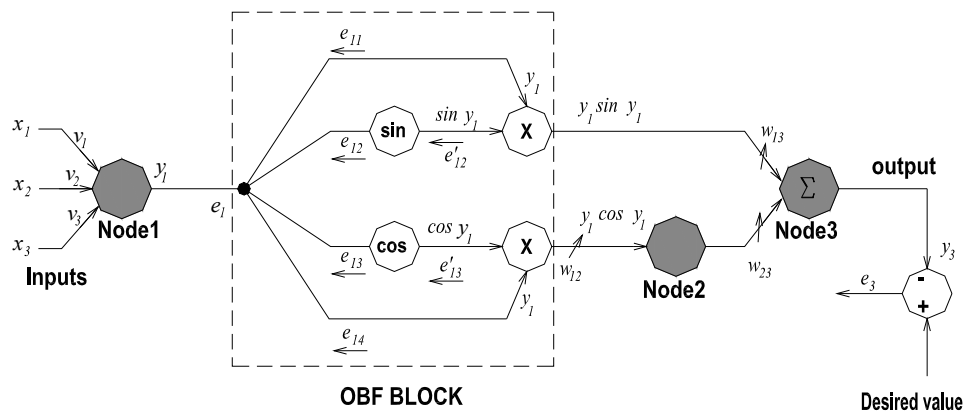 e11
y1
x1
v1
sin
sin y1
X
y1 sin y1
w13
e12
e'12
x2
v2
y1
Node1
e1
Σ
output
Node3
x3
v3
Inputs
cos
cos y1
X
y1 cos y1
w12
Node2
w23
e13
e'13
y1
e14
y3
e3
-
+
OBF BLOCK
Desired value